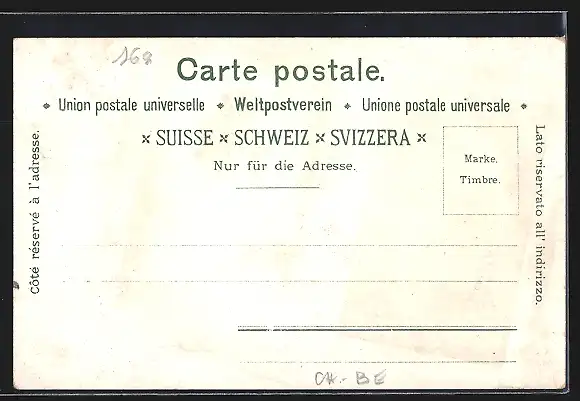 168
Carte postale.
* Union postale universelle * Weltpostverein * Unione postale universale *
× SUISSE × SCHWEIZ × SVIZZERA ×
Nur für die Adresse.
Marke.
Timbre.
Côté réservé à l'adresse.
Lato riservato all' indirizzo.
CH.- BE